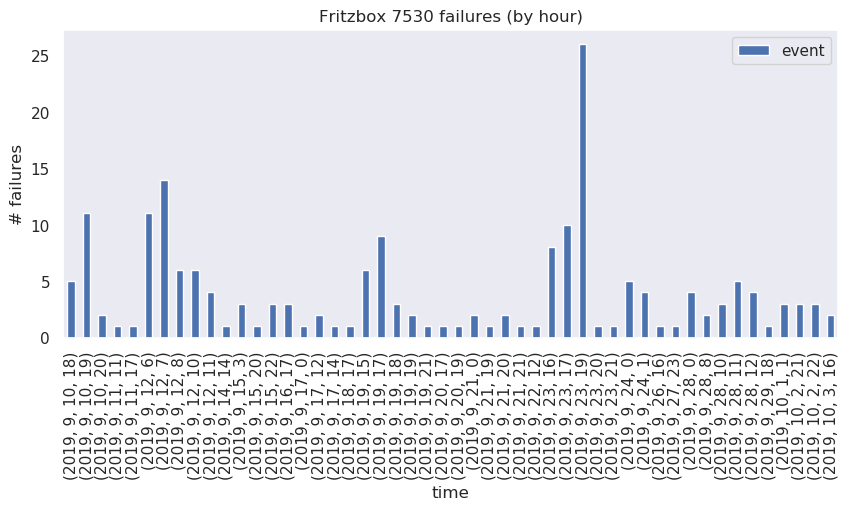 Fritzbox 7530 failures (by hour)
event
# failures
25
20
15
10
5
0
(2019, 9, 10, 18)
(2019, 9, 10, 19)
(2019, 9, 10, 20)
(2019, 9, 11, 11)
(2019, 9, 11, 17)
(2019, 9, 12, 6)
(2019, 9, 12, 7)
(2019, 9, 12, 8)
(2019, 9, 12, 10)
(2019, 9, 12, 11)
(2019, 9, 14, 14)
(2019, 9, 15, 3)
(2019, 9, 15, 20)
(2019, 9, 15, 22)
(2019, 9, 16, 17)
(2019, 9, 17, 0)
(2019, 9, 17, 12)
(2019, 9, 17, 14)
(2019, 9, 18, 17)
(2019, 9, 19, 15)
(2019, 9, 19, 17)
(2019, 9, 19, 18)
(2019, 9, 19, 19)
(2019, 9, 19, 21)
(2019, 9, 20, 17)
(2019, 9, 20, 19)
(2019, 9, 21, 0)
(2019, 9, 21, 19)
(2019, 9, 21, 20)
(2019, 9, 21, 21)
(2019, 9, 22, 12)
(2019, 9, 23, 16)
(2019, 9, 23, 17)
(2019, 9, 23, 19)
(2019, 9, 23, 20)
(2019, 9, 23, 21)
(2019, 9, 24, 0)
(2019, 9, 24, 1)
(2019, 9, 26, 16)
(2019, 9, 27, 23)
(2019, 9, 28, 0)
(2019, 9, 28, 8)
(2019, 9, 28, 10)
(2019, 9, 28, 11)
(2019, 9, 28, 12)
(2019, 9, 29, 18)
(2019, 10, 1, 1)
(2019, 10, 2, 21)
(2019, 10, 2, 22)
(2019, 10, 3, 16)
time